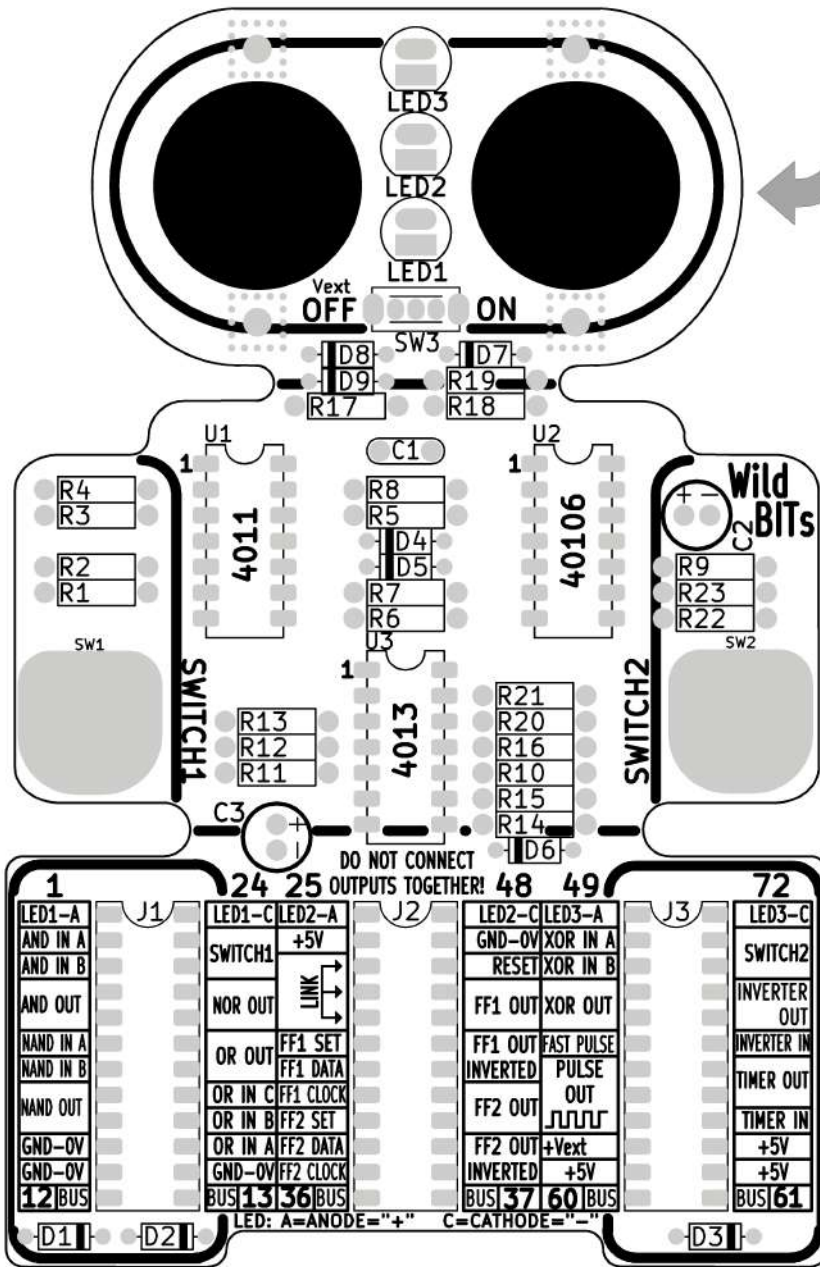 LED3
LED2
LED1
Vext
OFF
ON
SW3
D8
D7
D9
R19
R17
R18
U1
U2
1
1
C1
R4
R3
R8
R5
4011
40106
Wild
BITs
C2
+ −
D4
D5
R2
R1
R7
R6
R9
R23
R22
SW1
SW2
U3
1
SWITCH1
SWITCH2
4013
R13
R12
R11
R21
R20
R16
R10
R15
R14
D6
C3
+
−
DO NOT CONNECT
OUTPUTS TOGETHER!
1
24 25
48 49
72
J1
J2
J3
LED1-A
AND IN A
AND IN B
AND OUT
NAND IN A
NAND IN B
NAND OUT
GND-0V
GND-0V
12 BUS
LED1-C
SWITCH1
NOR OUT
OR OUT
OR IN C
OR IN B
OR IN A
GND-0V
BUS 13
LED2-A
+5V
LINK
FF1 SET
FF1 DATA
FF1 CLOCK
FF2 SET
FF2 DATA
FF2 CLOCK
36 BUS
LED2-C
GND-0V
RESET
FF1 OUT
FF1 OUT
INVERTED
FF2 OUT
FF2 OUT
INVERTED
BUS 37
LED3-A
XOR IN A
XOR IN B
XOR OUT
FAST PULSE
PULSE
OUT
+Vext
+5V
60 BUS
LED3-C
SWITCH2
INVERTER
OUT
INVERTER IN
TIMER OUT
TIMER IN
+5V
+5V
BUS 61
LED: A=ANODE="+" C=CATHODE="-"
D1
D2
D3